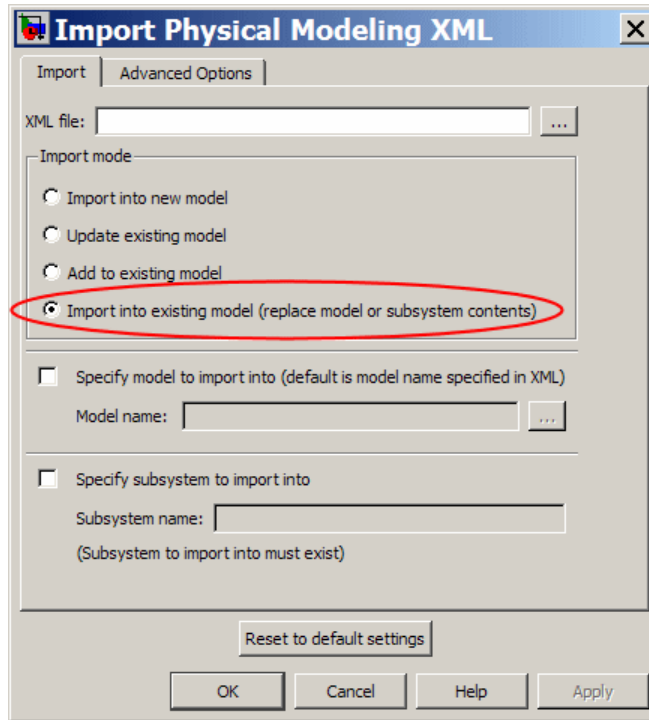 Import Physical Modeling XML
Import
Advanced Options
XML file:
...
Import mode
Import into new model
Update existing model
Add to existing model
Import into existing model (replace model or subsystem contents)
Specify model to import into (default is model name specified in XML)
Model name:
...
Specify subsystem to import into
Subsystem name:
(Subsystem to import into must exist)
Reset to default settings
OK
Cancel
Help
Apply